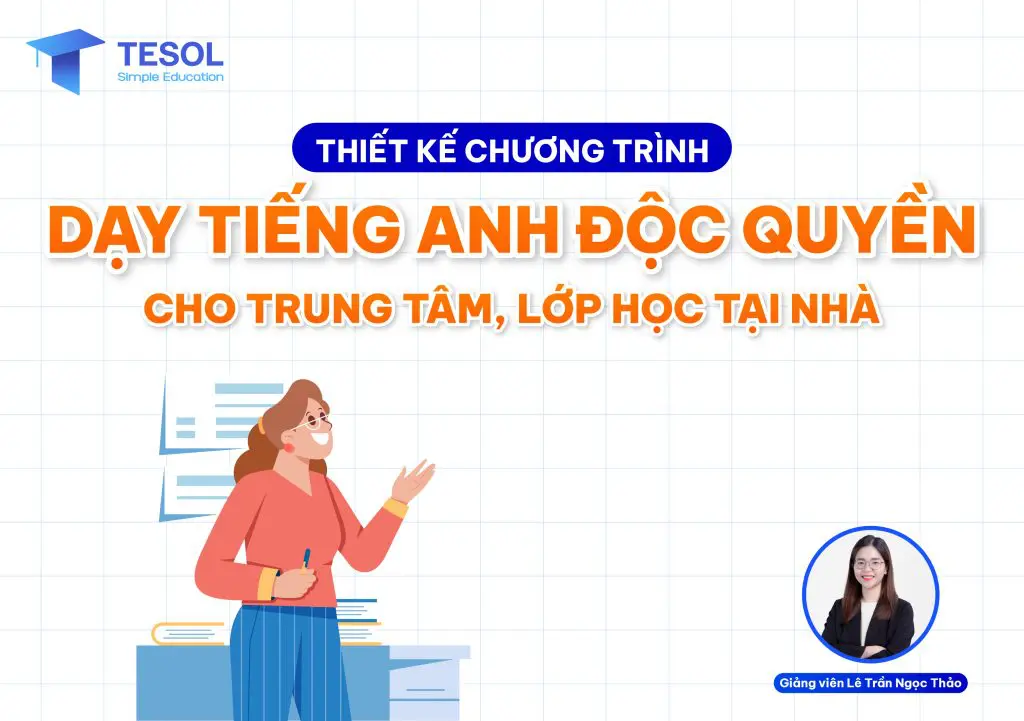 TESOL
Simple Education
THIẾT KẾ CHƯƠNG TRÌNH
DẠY TIẾNG ANH ĐỘC QUYỀN
CHO TRUNG TÂM, LỚP HỌC TẠI NHÀ
Giảng viên Lê Trần Ngọc Thảo